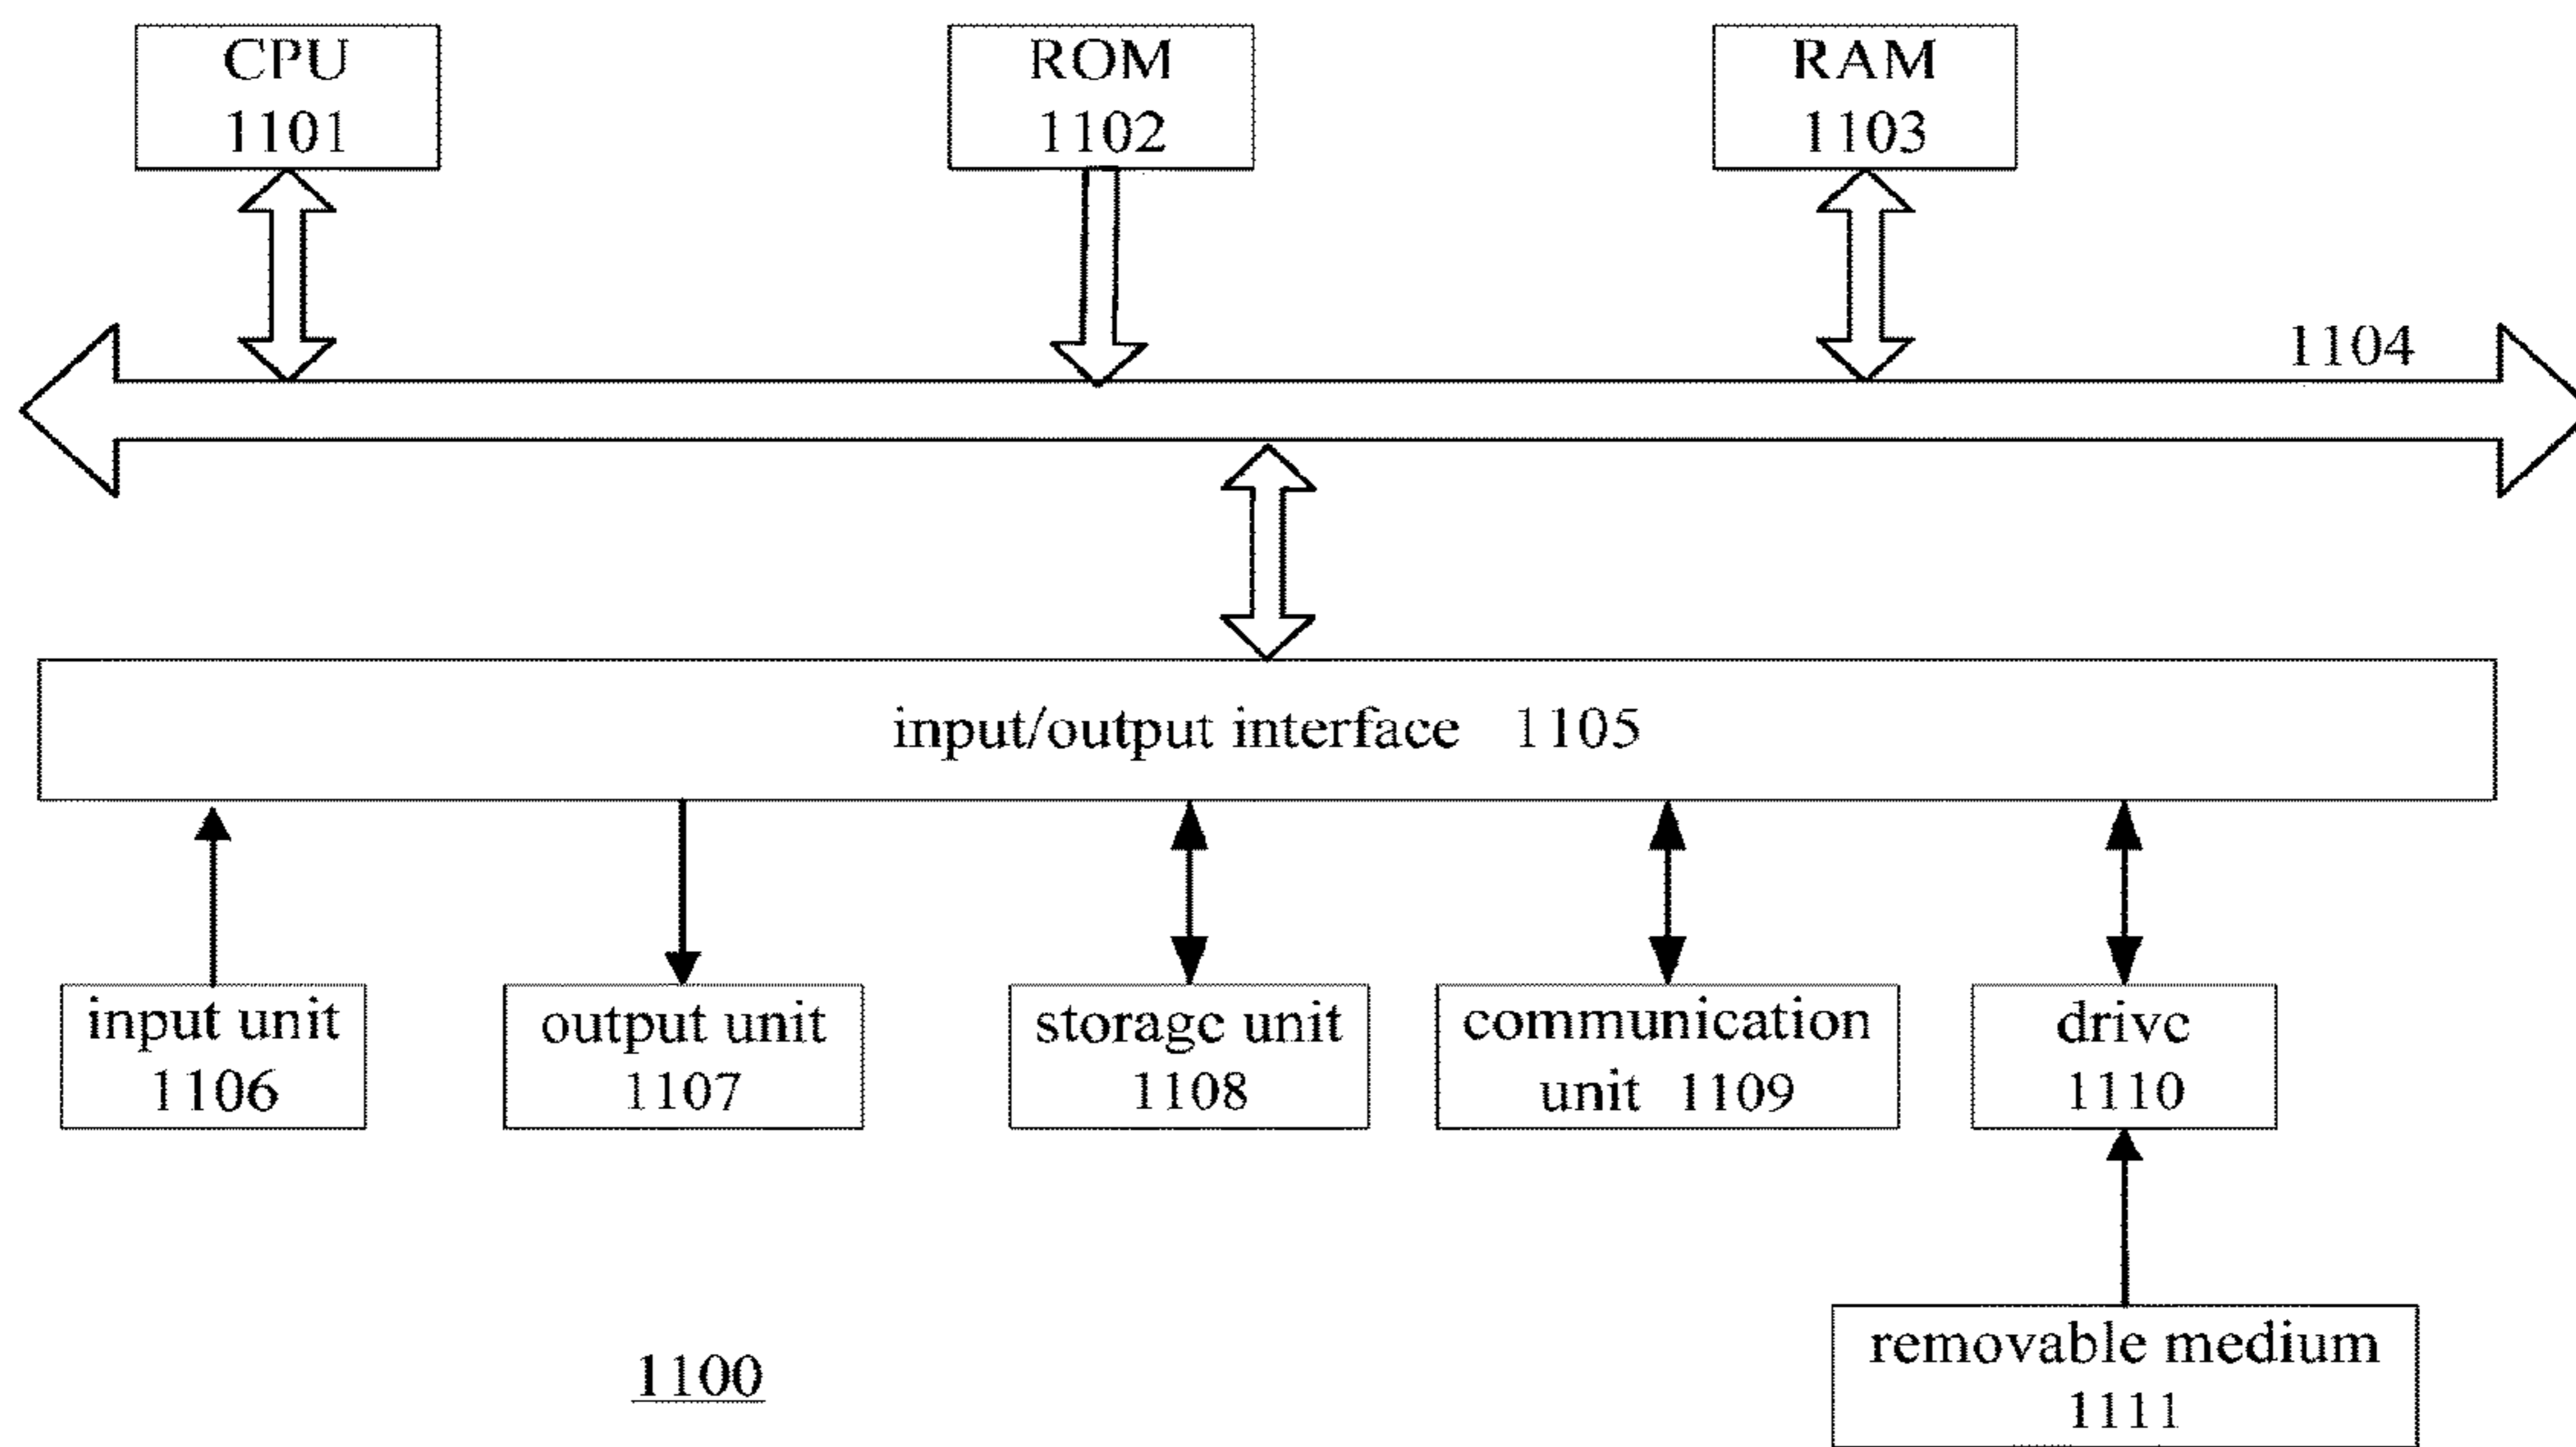 CPU
1101
ROM
1102
RAM
1103
1104
input/output interface 1105
input unit
1106
output unit
1107
storage unit
1108
communication
unit 1109
drive
1110
removable medium
1111
1100